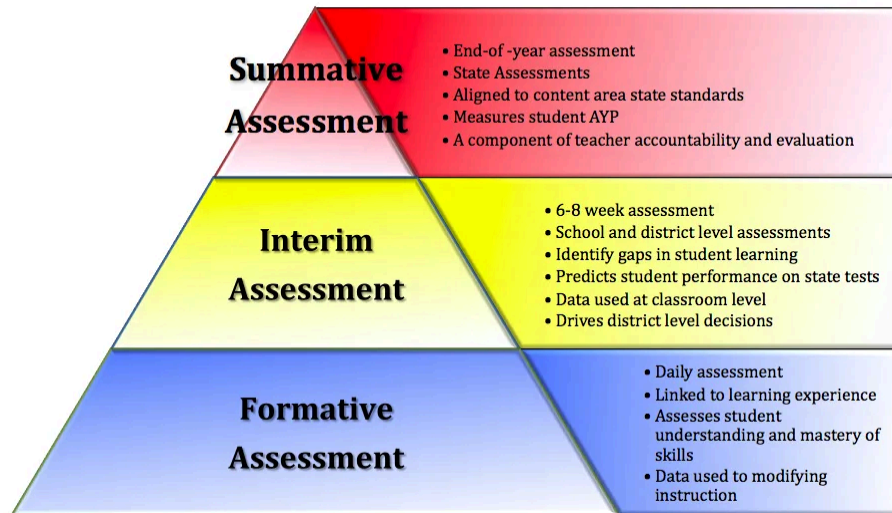 Summative
Assessment
• End-of -year assessment
• State Assessments
• Aligned to content area state standards
• Measures student AYP
• A component of teacher accountability and evaluation
Interim
Assessment
• 6-8 week assessment
• School and district level assessments
• Identify gaps in student learning
• Predicts student performance on state tests
• Data used at classroom level
• Drives district level decisions
Formative
Assessment
• Daily assessment
• Linked to learning experience
• Assesses student
understanding and mastery of
skills
• Data used to modifying
instruction